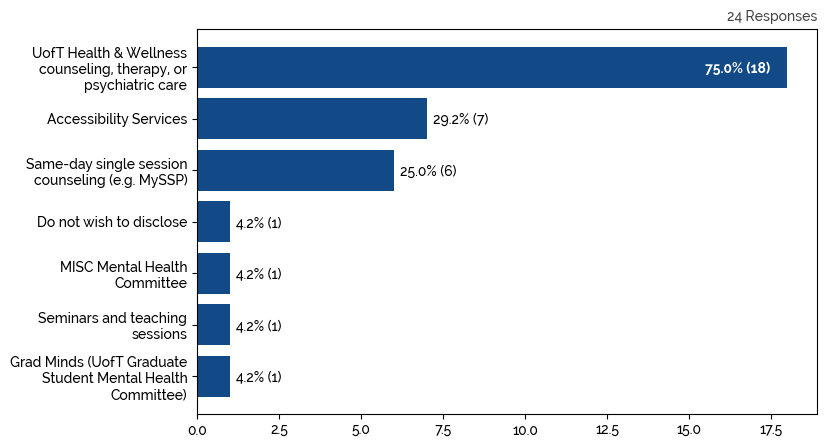 24 Responses
UofT Health & Wellness
counseling, therapy, or
psychiatric care
75.0% (18)
Accessibility Services
29.2% (7)
Same-day single session
counseling (e.g. MySSP)
25.0% (6)
Do not wish to disclose
4.2% (1)
MISC Mental Health
Committee
4.2% (1)
Seminars and teaching
sessions
4.2% (1)
Grad Minds (UofT Graduate
Student Mental Health
Committee)
4.2% (1)
0.0 2.5 5.0 7.5 10.0 12.5 15.0 17.5